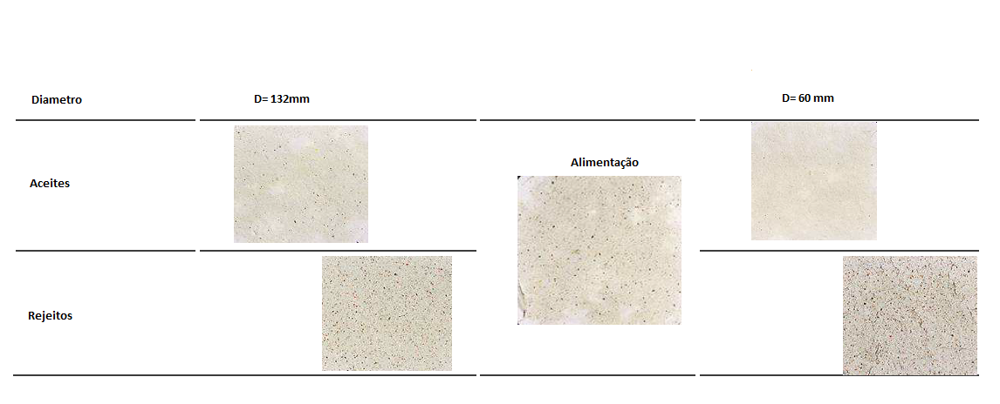 Diametro
D= 132mm
D= 60 mm
Alimentação
Aceites
Rejeitos